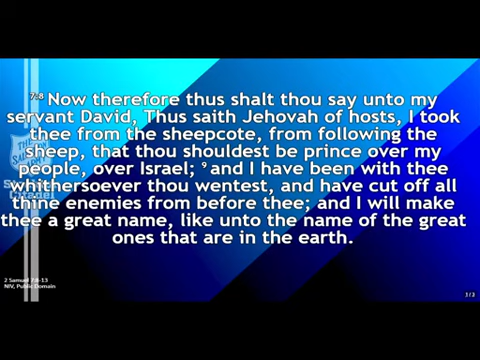 7:8 Now therefore thus shalt thou say unto my
servant David, Thus saith Jehovah of hosts, I took
thee from the sheepcote, from following the
sheep, that thou shouldest be prince over my
people, over Israel; 9 and I have been with thee
whithersoever thou wentest, and have cut off all
thine enemies from before thee; and I will make
thee a great name, like unto the name of the great
ones that are in the earth.
2 Samuel 7:8-13
NIV, Public Domain